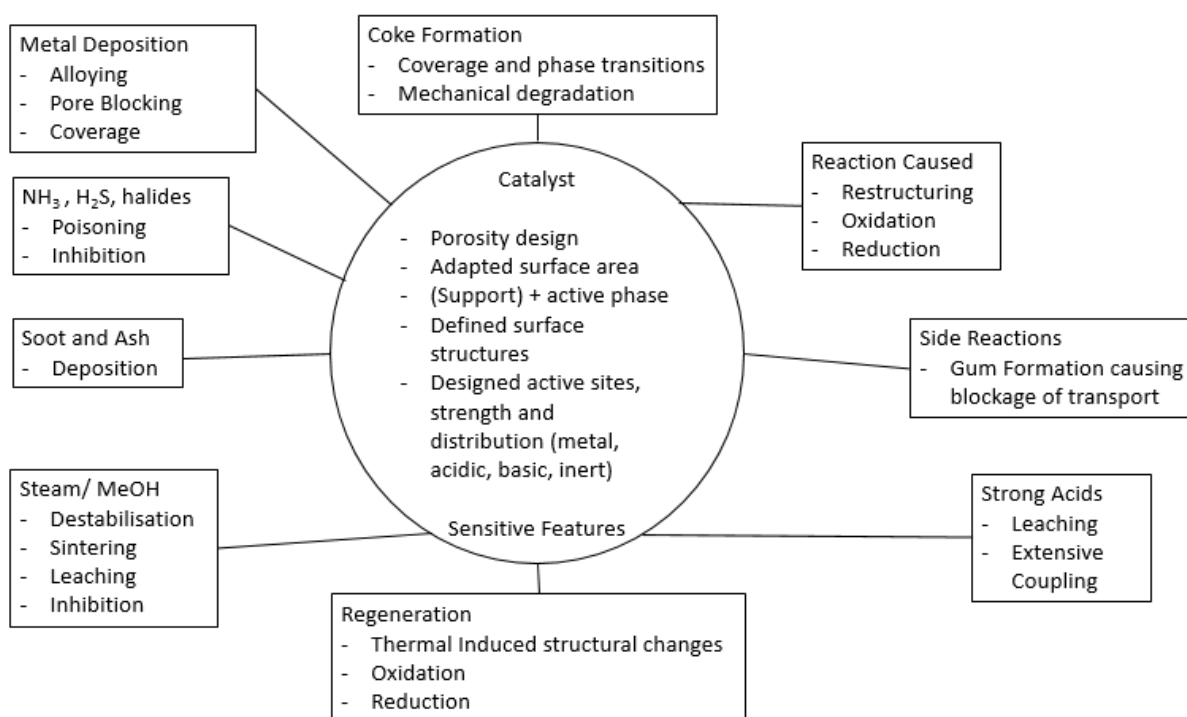 Metal Deposition
- Alloying
- Pore Blocking
- Coverage
Coke Formation
- Coverage and phase transitions
- Mechanical degradation
Reaction Caused
- Restructuring
- Oxidation
- Reduction
NH₃ , H₂S, halides
- Poisoning
- Inhibition
Catalyst
- Porosity design
- Adapted surface area
- (Support) + active phase
- Defined surface
structures
- Designed active sites,
strength and
distribution (metal,
acidic, basic, inert)
Sensitive Features
Soot and Ash
- Deposition
Side Reactions
- Gum Formation causing
blockage of transport
Steam/ MeOH
- Destabilisation
- Sintering
- Leaching
- Inhibition
Strong Acids
- Leaching
- Extensive
Coupling
Regeneration
- Thermal Induced structural changes
- Oxidation
- Reduction